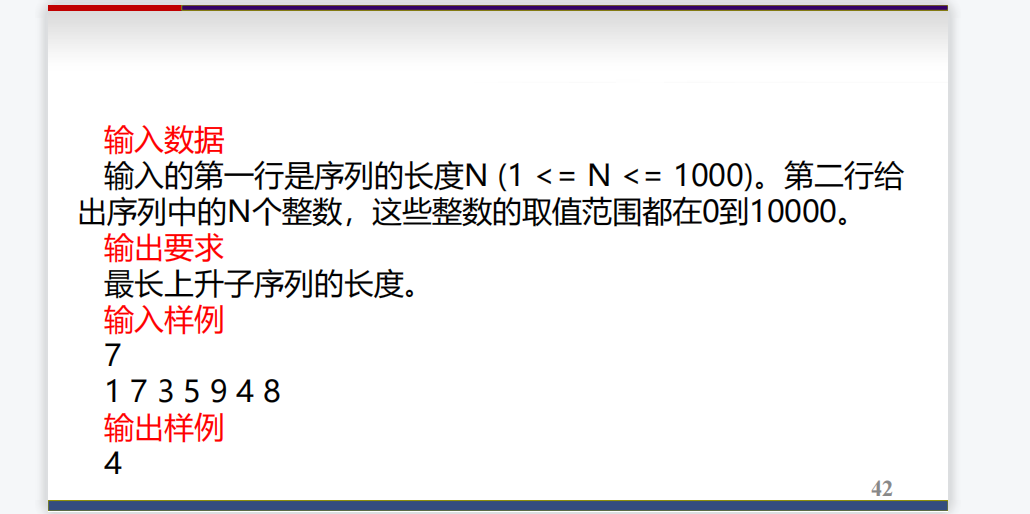 输入数据
输入的第一行是序列的长度N (1 <= N <= 1000)。第二行给
出序列中的N个整数，这些整数的取值范围都在0到10000。
输出要求
最长上升子序列的长度。
输入样例
7
1 7 3 5 9 4 8
输出样例
4
42